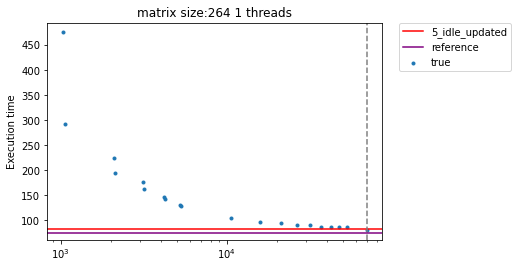 matrix size:264 1 threads
5_idle_updated
reference
true
Execution time
450
400
350
300
250
200
150
100
10³
10⁴